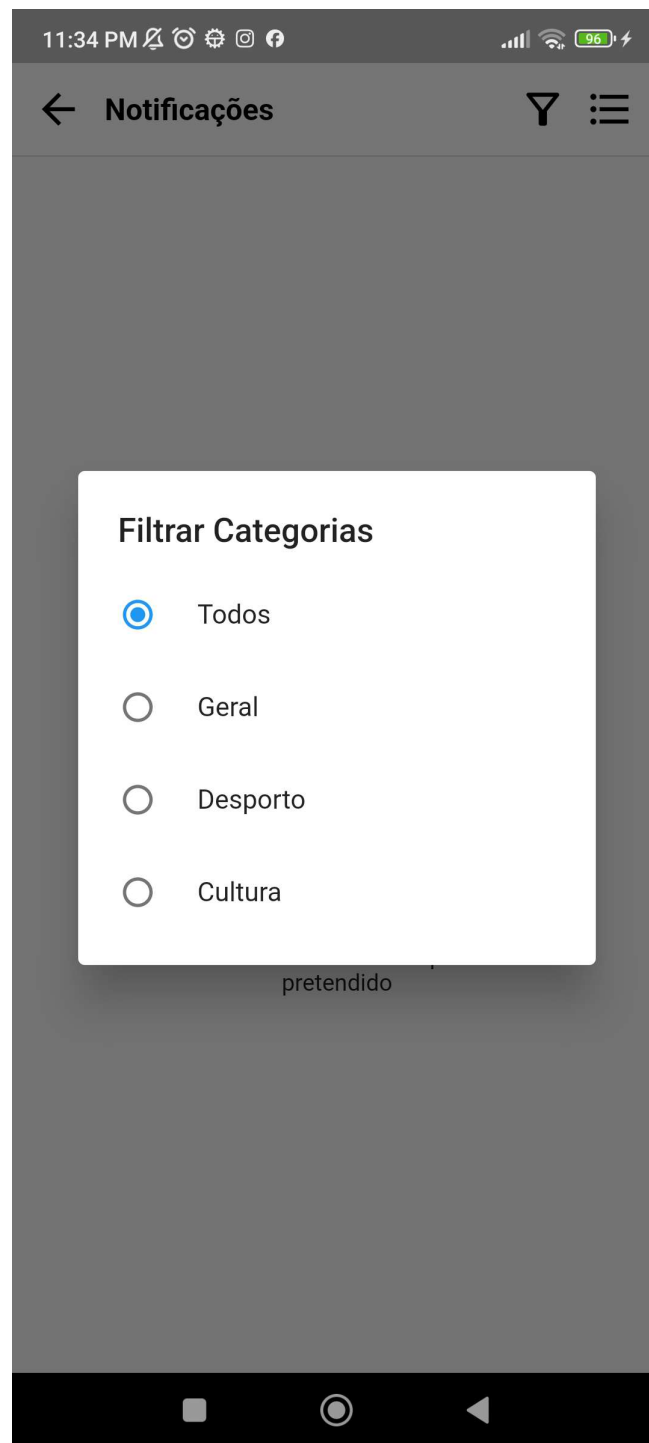 11:34 PM
96
Notificações
Filtrar Categorias
Todos
Geral
Desporto
Cultura
pretendido